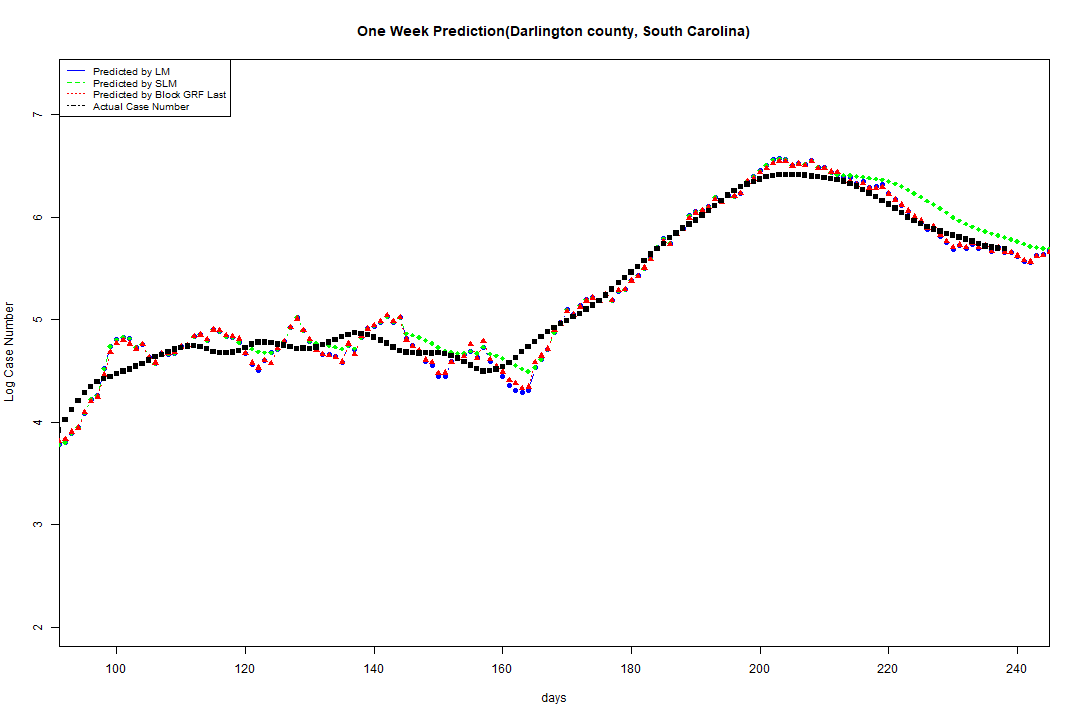 One Week Prediction(Darlington county, South Carolina)
Predicted by LM
Predicted by SLM
Predicted by Block GRF Last
Actual Case Number
7
6
5
4
3
2
Log Case Number
100 120 140 160 180 200 220 240
days